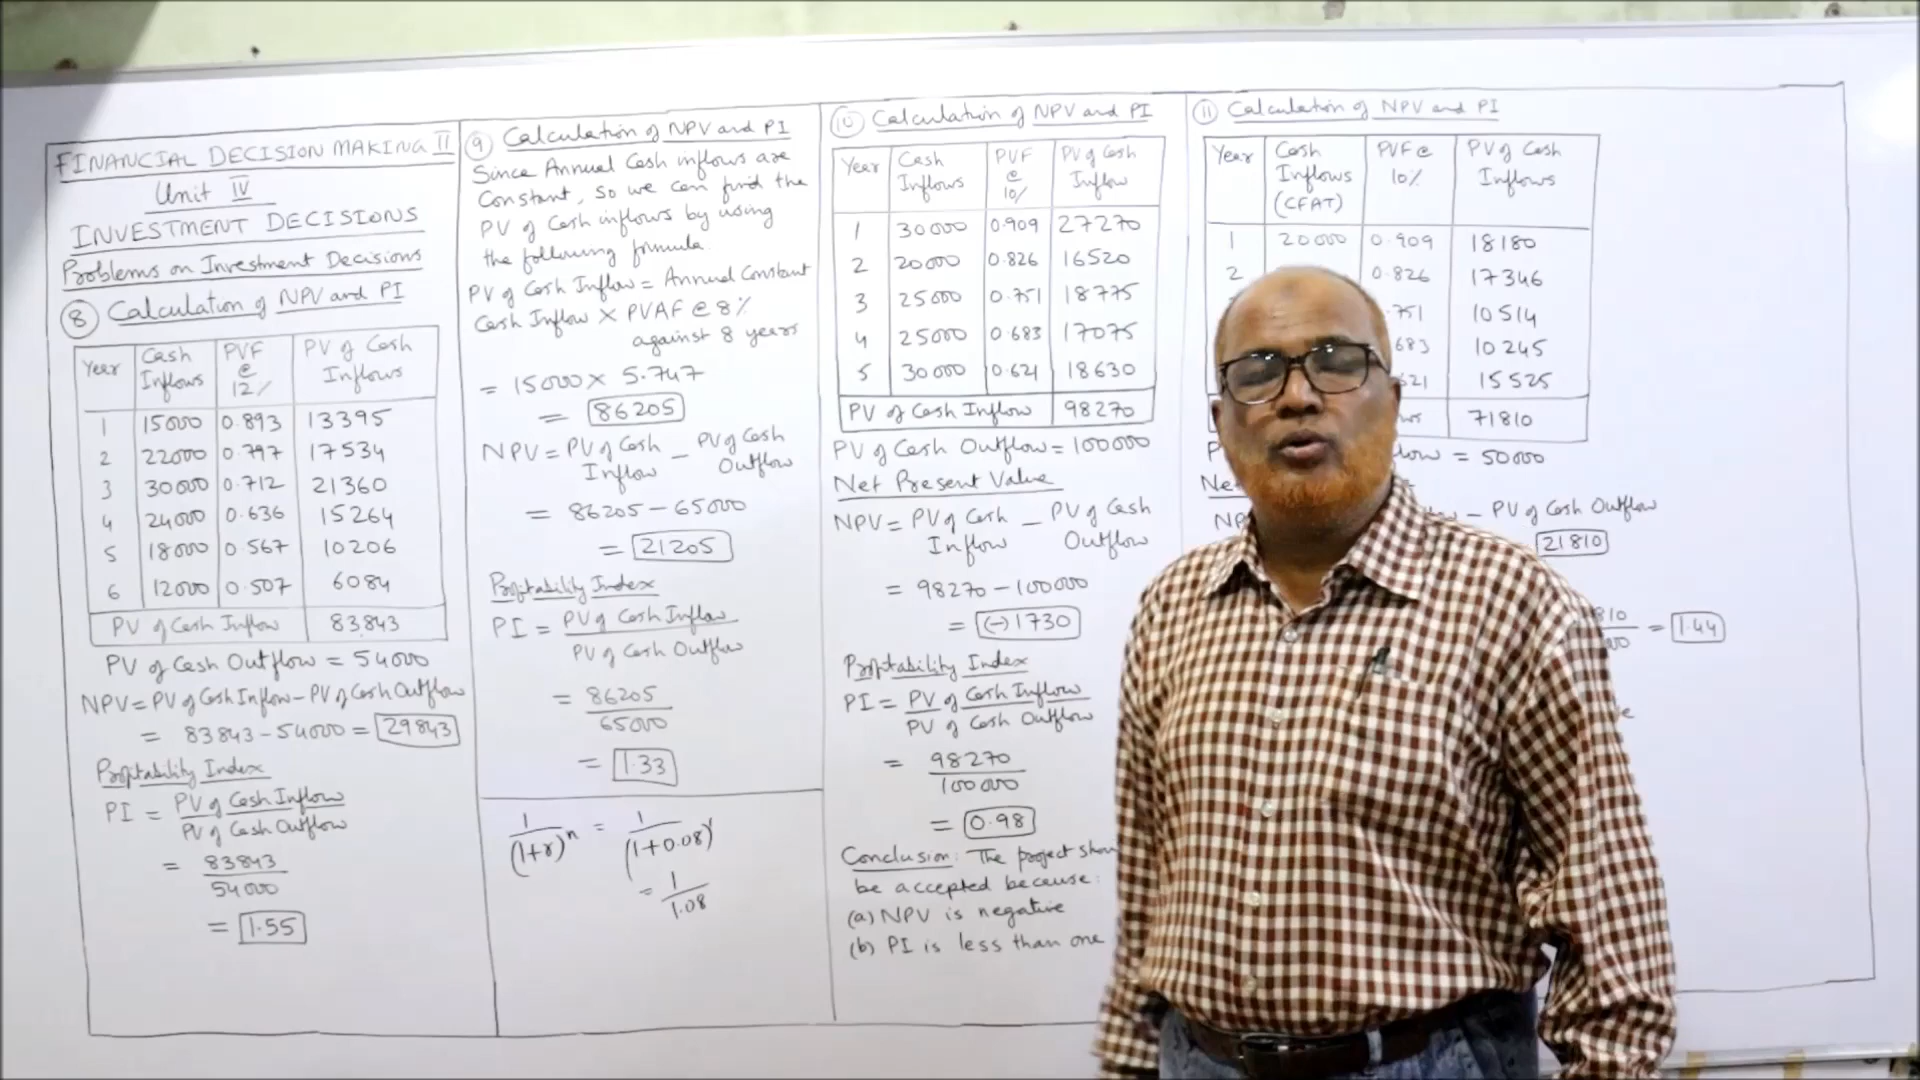 FINANCIAL DECISION MAKING II
Unit IV
INVESTMENT DECISIONS
Problems on Investment Decisions
8 Calculation of NPV and PI
Year Cash Inflows PVF @ 12% PV of Cash Inflows
1 15000 0.893 13395
2 22000 0.797 17534
3 30000 0.712 21360
4 24000 0.636 15264
5 18000 0.567 10206
6 12000 0.507 6084
PV of Cash Inflow 83843
PV of Cash Outflow = 54000
NPV = PV of Cash Inflow - PV of Cash Outflow
= 83843 - 54000 = 29843
Profitability Index
PI = PV of Cash Inflow / PV of Cash Outflow
= 83843 / 54000
= 1.55
9 Calculation of NPV and PI
Since Annual Cash inflows are
Constant, so we can find the
PV of Cash inflows by using
the following formula.
PV of Cash Inflow = Annual Constant
Cash Inflow X PVAF @ 8%
against 8 years
= 15000 X 5.747
= 86205
NPV = PV of Cash Inflow - PV of Cash Outflow
= 86205 - 65000
= 21205
Profitability Index
PI = PV of Cash Inflow / PV of Cash Outflow
= 86205 / 65000
= 1.33
1 / (1+r)^n = 1 / (1+0.08)^1
= 1 / 1.08
10 Calculation of NPV and PI
Year Cash Inflows PVF @ 10% PV of Cash Inflow
1 30000 0.909 27270
2 20000 0.826 16520
3 25000 0.751 18775
4 25000 0.683 17075
5 30000 0.621 18630
PV of Cash Inflow 98270
PV of Cash Outflow = 100000
Net Present Value
NPV = PV of Cash Inflow - PV of Cash Outflow
= 98270 - 100000
= (-) 1730
Profitability Index
PI = PV of Cash Inflow / PV of Cash Outflow
= 98270 / 100000
= 0.98
Conclusion: The project
be accepted because:
(a) NPV is negative
(b) PI is less than one
11 Calculation of NPV and PI
Year Cash Inflows (CFAT) PVF @ 10% PV of Cash Inflows
1 20000 0.909 18180
2 0.826 17346
751 10514
683 10245
621 15525
71810
= 50000
- PV of Cash Outflow
21810
810
= 1.44